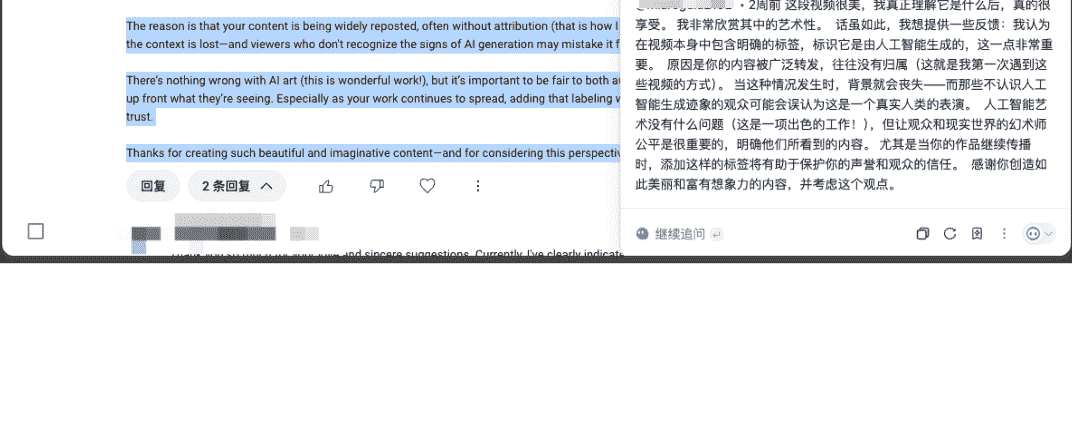 The reason is that your content is being widely reposted, often without attribution (that is how I
the context is lost—and viewers who don't recognize the signs of AI generation may mistake it f
There's nothing wrong with AI art (this is wonderful work!), but it's important to be fair to both au
up front what they're seeing. Especially as your work continues to spread, adding that labeling w
trust.
Thanks for creating such beautiful and imaginative content—and for considering this perspectiv
回复
2 条回复
and sincere suggestions. Currently, I've clearly indicate
• 2周前 这段视频很美，我真正理解它是什么后，真的很
享受。 我非常欣赏其中的艺术性。 话虽如此，我想提供一些反馈：我认为
在视频本身中包含明确的标签，标识它是由人工智能生成的，这一点非常重
要。 原因是你的内容被广泛转发，往往没有归属（这就是我第一次遇到这
些视频的方式）。 当这种情况发生时，背景就会丧失——而那些不认识人工
智能生成迹象的观众可能会误认为这是一个真实人类的表演。 人工智能艺
术没有什么问题（这是一项出色的工作！），但让观众和现实世界的幻术师
公平是很重要的，明确他们所看到的内容。 尤其是当你的作品继续传播
时，添加这样的标签将有助于保护你的声誉和观众的信任。 感谢你创造如
此美丽和富有想象力的内容，并考虑这个观点。
继续追问